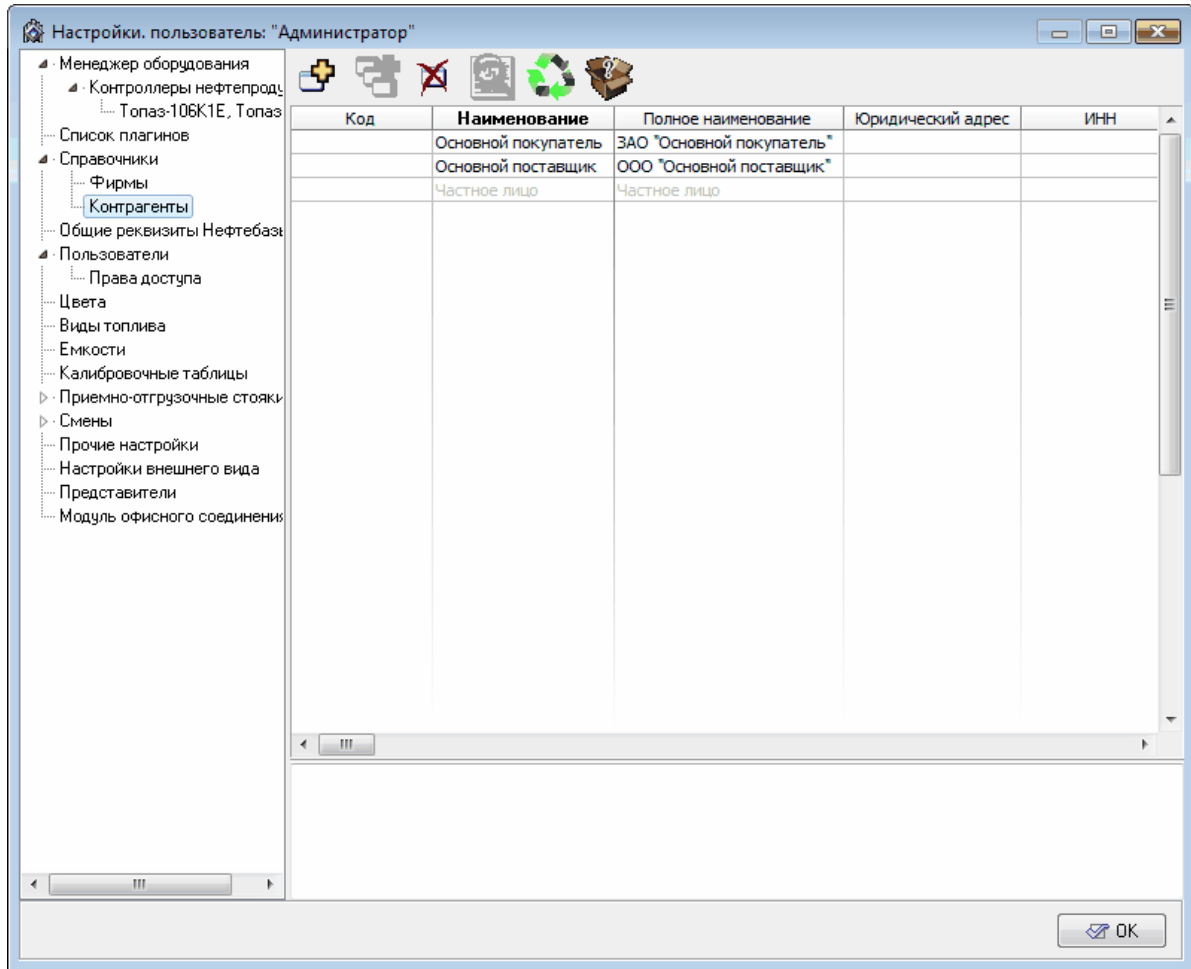 Настройки. пользователь: "Администратор"
Менеджер оборудования
Контроллеры нефтепроду
Топаз-106К1Е, Топаз
Список плагинов
Справочники
Фирмы
Контрагенты
Общие реквизиты Нефтебазы
Пользователи
Права доступа
Цвета
Виды топлива
Емкости
Калибровочные таблицы
Приемно-отгрузочные стояки
Смены
Прочие настройки
Настройки внешнего вида
Представители
Модуль офисного соединения
Код Наименование Полное наименование Юридический адрес ИНН
Основной покупатель ЗАО "Основной покупатель"
Основной поставщик ООО "Основной поставщик"
Частное лицо Частное лицо
OK